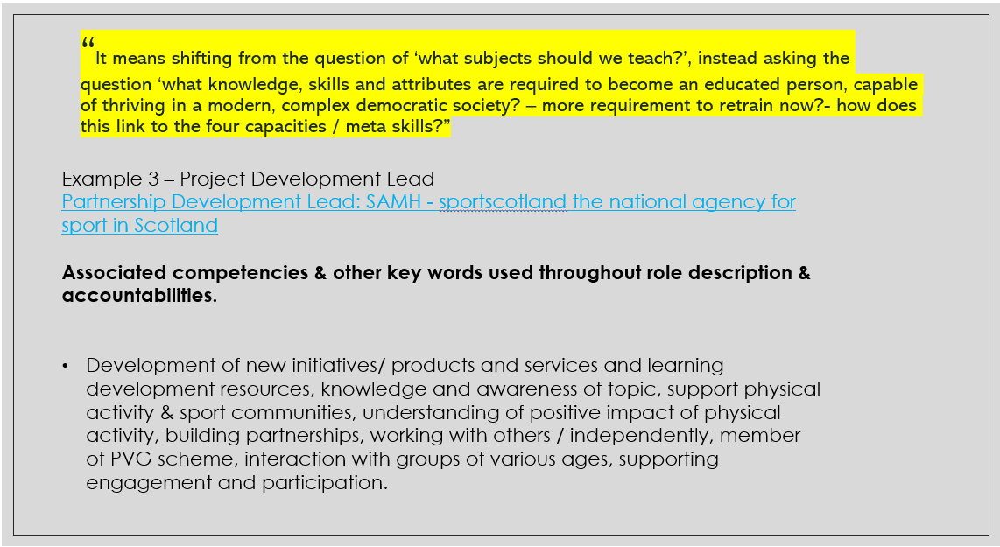 “It means shifting from the question of ‘what subjects should we teach?’, instead asking the
question ‘what knowledge, skills and attributes are required to become an educated person, capable
of thriving in a modern, complex democratic society? – more requirement to retrain now?- how does
this link to the four capacities / meta skills?”
Example 3 – Project Development Lead
Partnership Development Lead: SAMH - sportscotland the national agency for
sport in Scotland
Associated competencies & other key words used throughout role description &
accountabilities.
• Development of new initiatives/ products and services and learning
development resources, knowledge and awareness of topic, support physical
activity & sport communities, understanding of positive impact of physical
activity, building partnerships, working with others / independently, member
of PVG scheme, interaction with groups of various ages, supporting
engagement and participation.